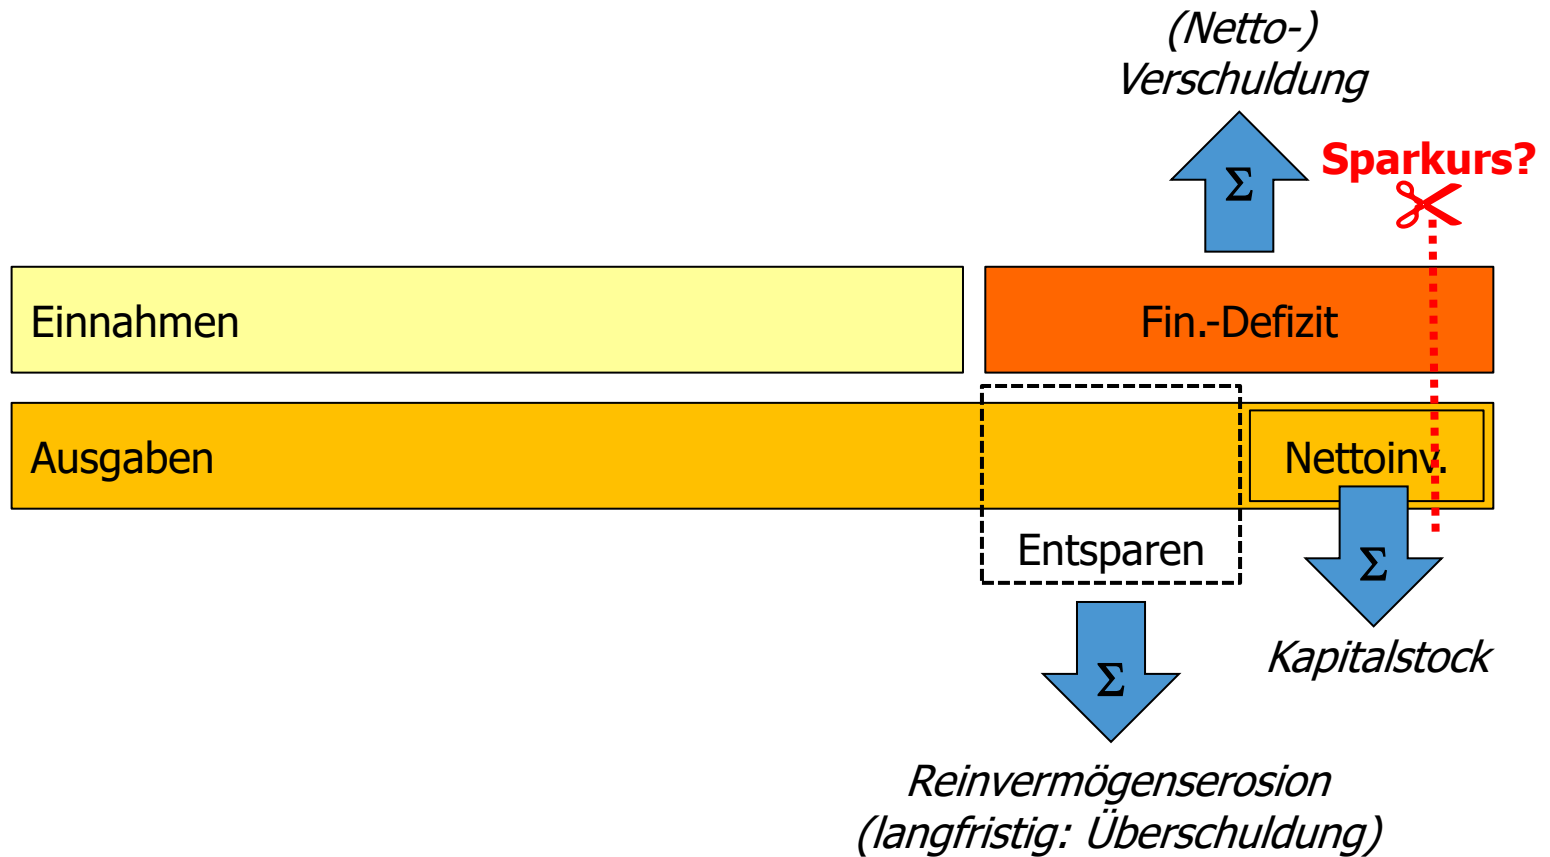 (Netto-)
Verschuldung
Sparkurs?
Σ
Einnahmen
Fin.-Defizit
Ausgaben
Nettoinv.
Entsparen
Σ
Kapitalstock
Σ
Reinvermögenserosion
(langfristig: Überschuldung)